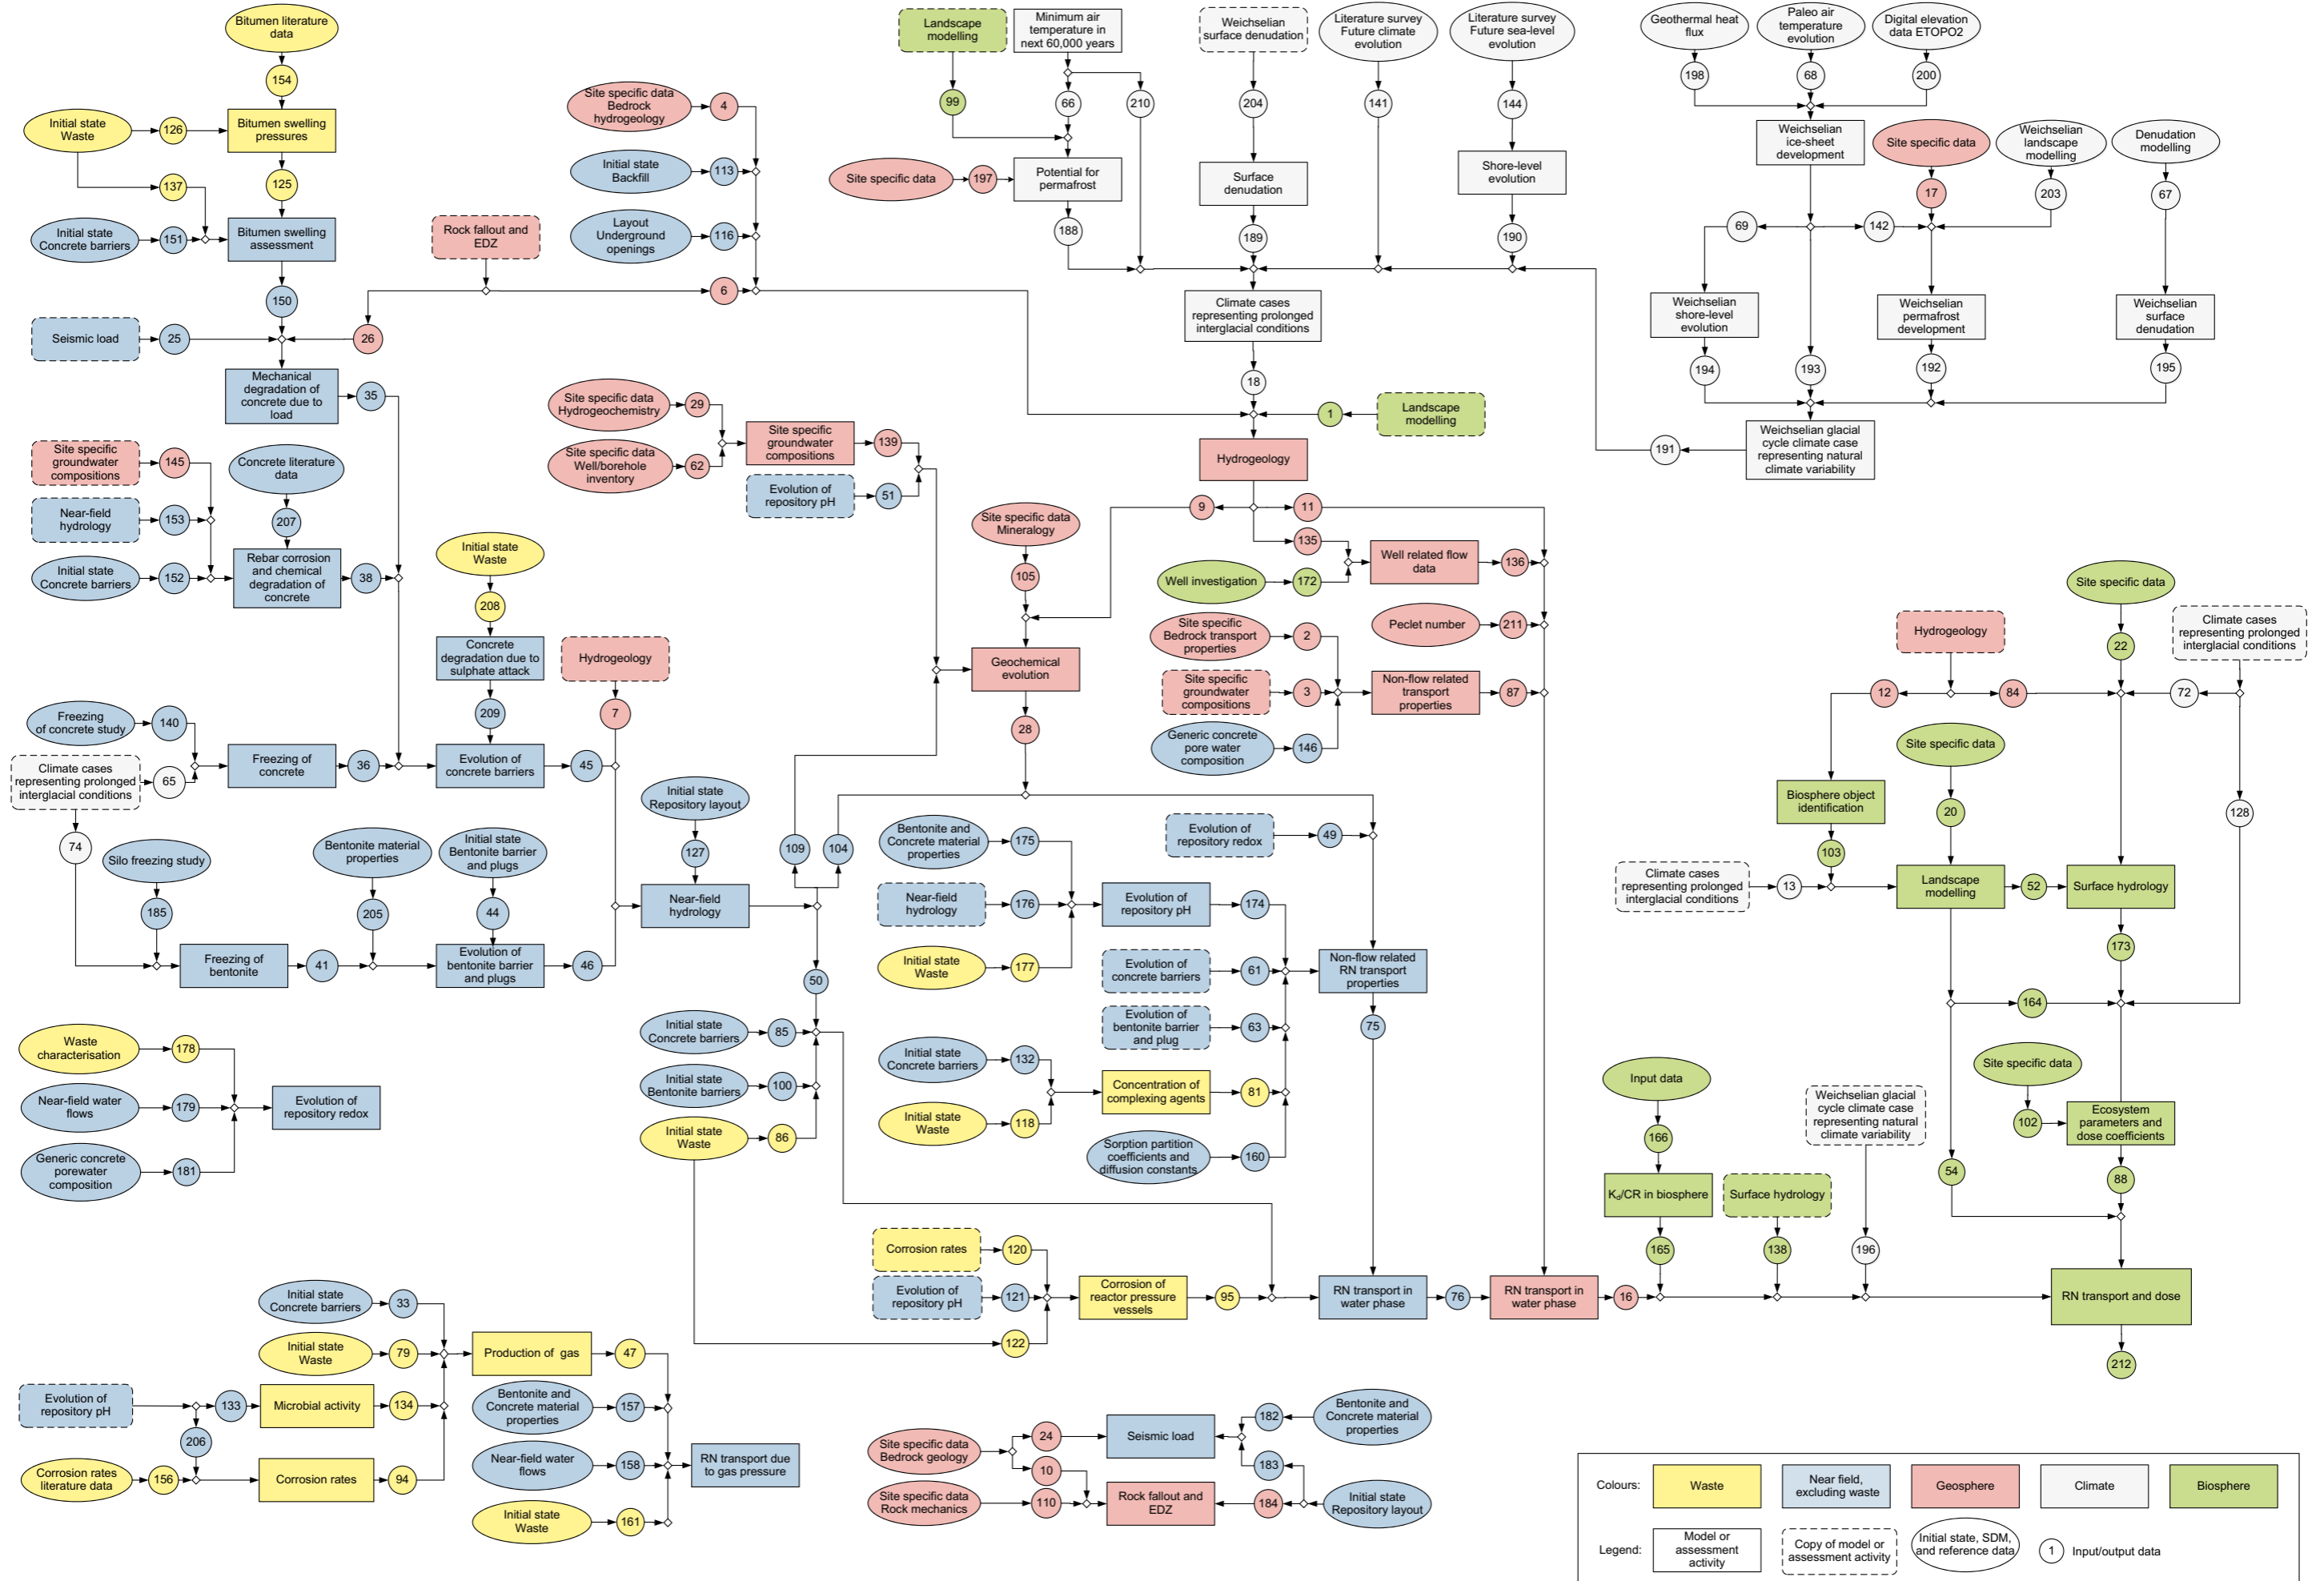 Bitumen literature
data
154
Initial state
Waste
126
Bitumen swelling
pressures
137
125
Initial state
Concrete barriers
151
Bitumen swelling
assessment
150
Seismic load
25
26
Rock fallout and
EDZ
Mechanical
degradation of
concrete due to
load
35
Site specific data
Bedrock
hydrogeology
4
Initial state
Backfill
113
Layout
Underground
openings
116
6
Landscape
modelling
99
Minimum air
temperature in
next 60,000 years
66
210
Site specific data
197
Potential for
permafrost
188
Weichselian
surface denudation
204
Surface
denudation
189
Literature survey
Future climate
evolution
141
Literature survey
Future sea-level
evolution
144
Shore-level
evolution
190
Climate cases
representing prolonged
interglacial conditions
18
1
Landscape
modelling
Geothermal heat
flux
198
Paleo air
temperature
evolution
68
Digital elevation
data ETOPO2
200
Weichselian
ice-sheet
development
Site specific data
17
Weichselian
landscape
modelling
203
Denudation
modelling
67
69
142
Weichselian
shore-level
evolution
194
193
Weichselian
permafrost
development
192
Weichselian
surface
denudation
195
Weichselian glacial
cycle climate case
representing natural
climate variability
191
Site specific
groundwater
compositions
145
Near-field
hydrology
153
Initial state
Concrete barriers
152
Concrete literature
data
207
Rebar corrosion
and chemical
degradation of
concrete
38
Site specific data
Hydrogeochemistry
29
Site specific data
Well/borehole
inventory
62
Site specific
groundwater
compositions
139
Evolution of
repository pH
51
Initial state
Waste
208
Concrete
degradation due to
sulphate attack
209
Hydrogeology
7
Freezing
of concrete study
140
Climate cases
representing prolonged
interglacial conditions
65
Freezing of
concrete
36
Evolution of
concrete barriers
45
74
Silo freezing study
185
Bentonite material
properties
205
Initial state
Bentonite barrier
and plugs
44
Freezing of
bentonite
41
Evolution of
bentonite barrier
and plugs
46
Initial state
Repository layout
127
Near-field
hydrology
109
104
50
Hydrogeology
9
11
135
Well investigation
172
Well related flow
data
136
Site specific data
Mineralogy
105
Geochemical
evolution
28
Site specific
Bedrock transport
properties
2
Site specific
groundwater
compositions
3
Generic concrete
pore water
composition
146
Peclet number
211
Non-flow related
transport
properties
87
Bentonite and
Concrete material
properties
175
Near-field
hydrology
176
Initial state
Waste
177
Evolution of
repository redox
49
Evolution of
repository pH
174
Evolution of
concrete barriers
61
Evolution of
bentonite barrier
and plug
63
Non-flow related
RN transport
properties
75
Initial state
Concrete barriers
132
Initial state
Waste
118
Concentration of
complexing agents
81
Sorption partition
coefficients and
diffusion constants
160
Initial state
Concrete barriers
85
Initial state
Bentonite barriers
100
Initial state
Waste
86
Waste
characterisation
178
Near-field water
flows
179
Generic concrete
porewater
composition
181
Evolution of
repository redox
Site specific data
22
Hydrogeology
12
84
Climate cases
representing prolonged
interglacial conditions
72
128
Site specific data
20
Biosphere object
identification
103
Climate cases
representing prolonged
interglacial conditions
13
Landscape
modelling
52
Surface hydrology
173
164
Site specific data
102
Ecosystem
parameters and
dose coefficients
54
88
Input data
166
Kd/CR in biosphere
165
Surface hydrology
138
Weichselian glacial
cycle climate case
representing natural
climate variability
196
Corrosion rates
120
Evolution of
repository pH
121
122
Corrosion of
reactor pressure
vessels
95
RN transport in
water phase
76
RN transport in
water phase
16
RN transport and dose
212
Initial state
Concrete barriers
33
Initial state
Waste
79
Evolution of
repository pH
133
Microbial activity
134
206
Corrosion rates
literature data
156
Corrosion rates
94
Production of gas
47
Bentonite and
Concrete material
properties
157
Near-field water
flows
158
Initial state
Waste
161
RN transport due
to gas pressure
Site specific data
Bedrock geology
24
10
Site specific data
Rock mechanics
110
Seismic load
Rock fallout and
EDZ
182
183
184
Bentonite and
Concrete material
properties
Initial state
Repository layout
Colours:
Waste
Near field,
excluding waste
Geosphere
Climate
Biosphere
Legend:
Model or
assessment
activity
Copy of model or
assessment activity
Initial state, SDM,
and reference data
1
Input/output data